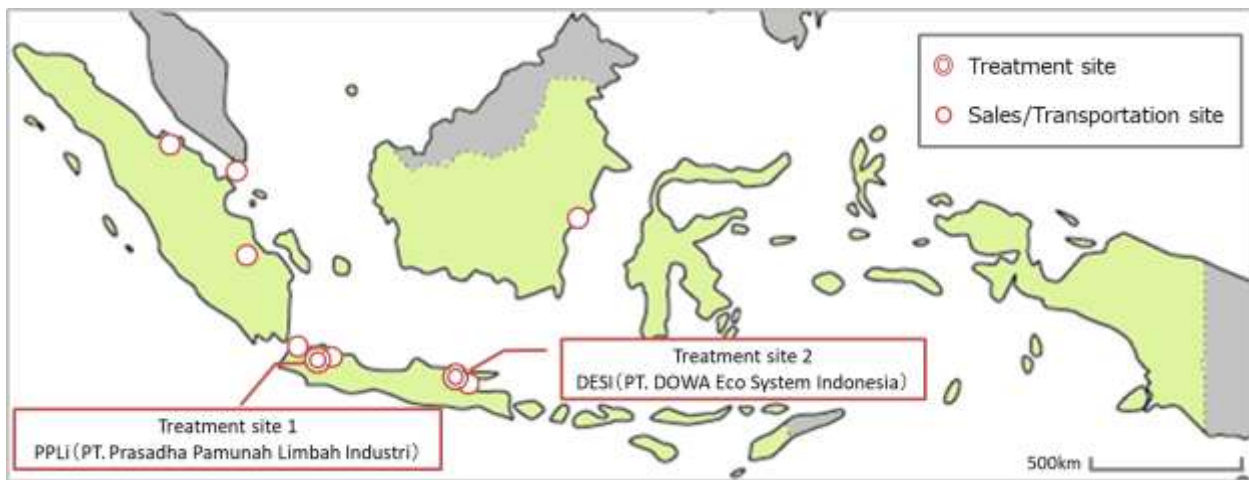 Treatment site
Sales/Transportation site
Treatment site 2
DESI(PT. DOWA Eco System Indonesia)
Treatment site 1
PPLi(PT. Prasadha Pamunah Limbah Industri)
500km